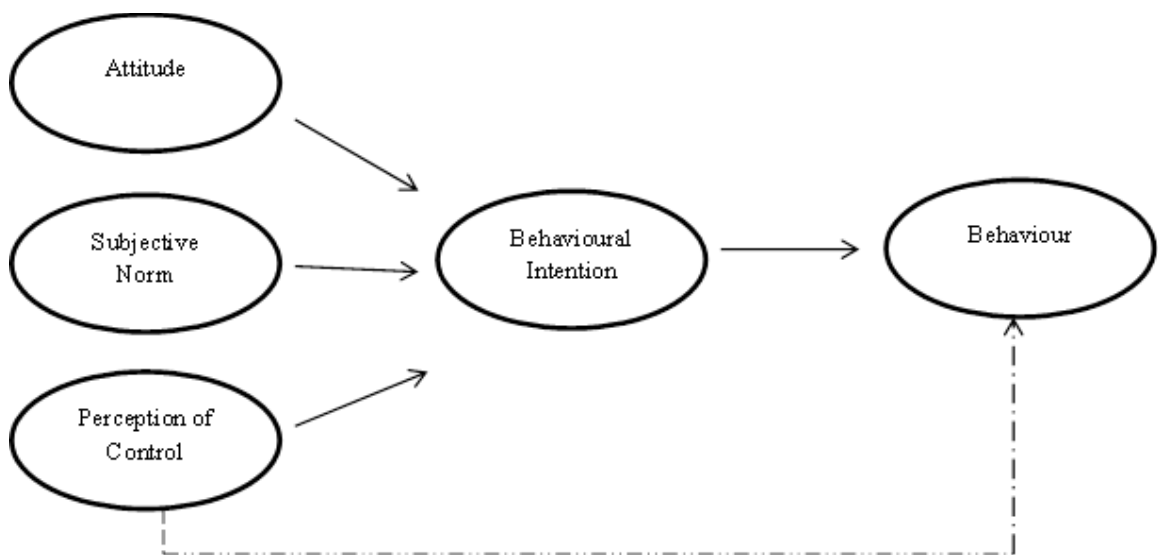 Attitude
Subjective
Norm
Perception of
Control
Behavioural
Intention
Behaviour